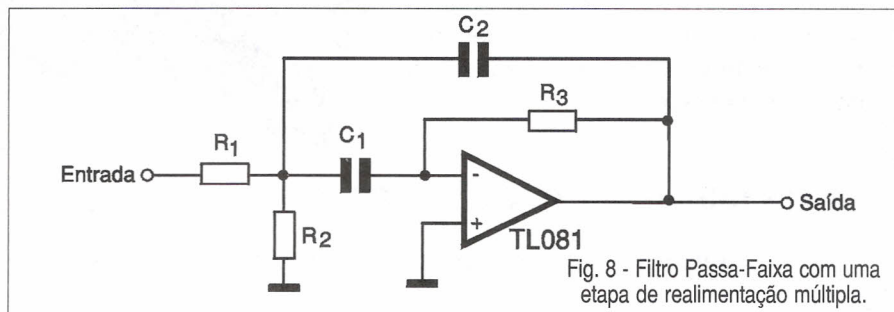 C2
R3
C1
R1
Entrada
-
+
R2
TL081
Saída
Fig. 8 - Filtro Passa-Faixa com uma
etapa de realimentação múltipla.